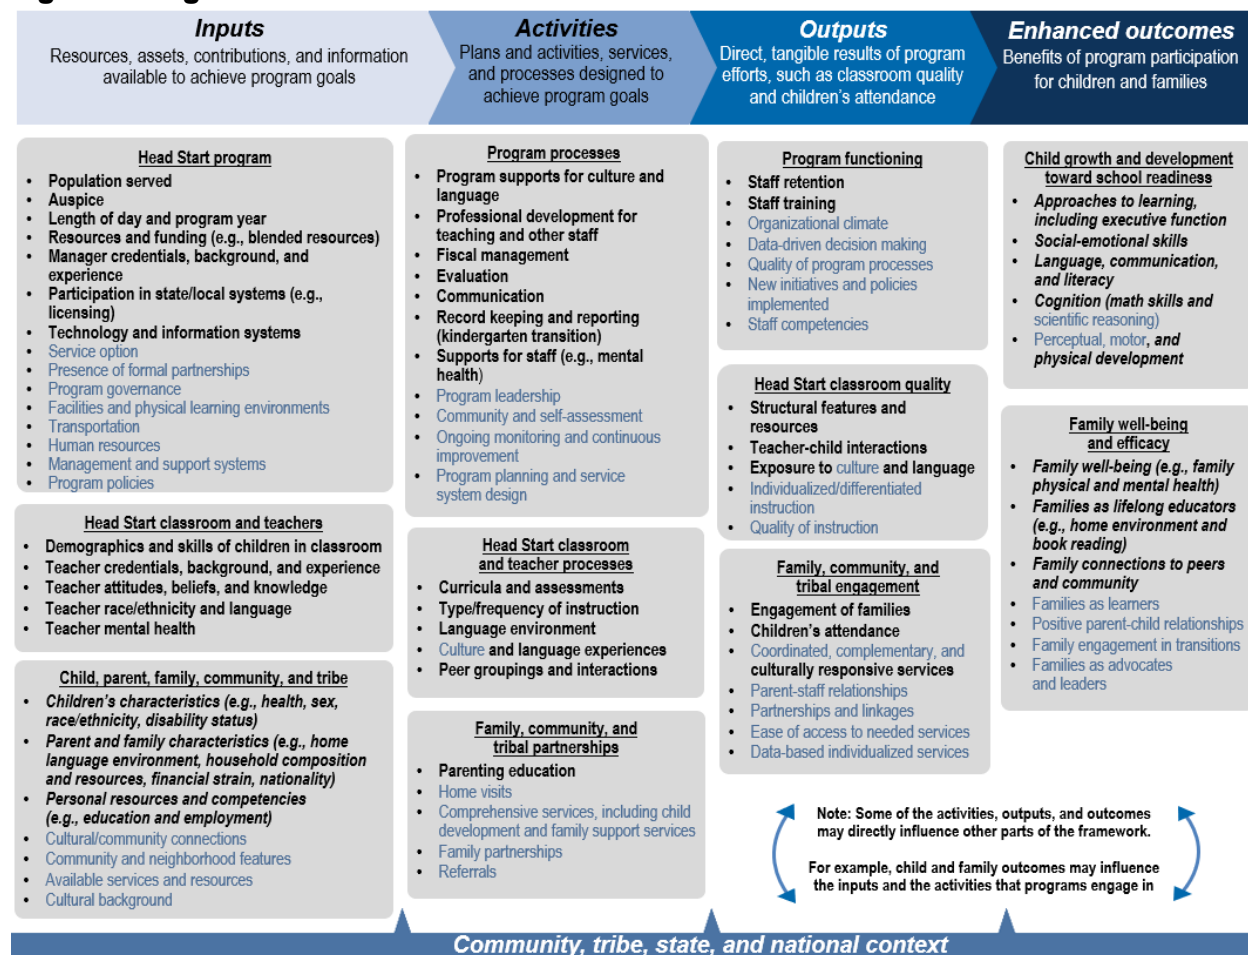 Inputs
Resources, assets, contributions, and information
available to achieve program goals
Activities
Plans and activities, services,
and processes designed to
achieve program goals
Outputs
Direct, tangible results of program
efforts, such as classroom quality
and children's attendance
Enhanced outcomes
Benefits of program participation
for children and families
Head Start program
• Population served
• Auspice
• Length of day and program year
• Resources and funding (e.g., blended resources)
• Manager credentials, background, and
experience
• Participation in state/local systems (e.g.,
licensing)
• Technology and information systems
• Service option
• Presence of formal partnerships
• Program governance
• Facilities and physical learning environments
• Transportation
• Human resources
• Management and support systems
• Program policies
Head Start classroom and teachers
• Demographics and skills of children in classroom
• Teacher credentials, background, and experience
• Teacher attitudes, beliefs, and knowledge
• Teacher race/ethnicity and language
• Teacher mental health
Child, parent, family, community, and tribe
• Children's characteristics (e.g., health, sex,
race/ethnicity, disability status)
• Parent and family characteristics (e.g., home
language environment, household composition
and resources, financial strain, nationality)
• Personal resources and competencies
(e.g., education and employment)
• Cultural/community connections
• Community and neighborhood features
• Available services and resources
• Cultural background
Program processes
• Program supports for culture and
language
• Professional development for
teaching and other staff
• Fiscal management
• Evaluation
• Communication
• Record keeping and reporting
(kindergarten transition)
• Supports for staff (e.g., mental
health)
• Program leadership
• Community and self-assessment
• Ongoing monitoring and continuous
improvement
• Program planning and service
system design
Head Start classroom
and teacher processes
• Curricula and assessments
• Type/frequency of instruction
• Language environment
• Culture and language experiences
• Peer groupings and interactions
Family, community, and
tribal partnerships
• Parenting education
• Home visits
• Comprehensive services, including child
development and family support services
• Family partnerships
• Referrals
Program functioning
• Staff retention
• Staff training
• Organizational climate
• Data-driven decision making
• Quality of program processes
• New initiatives and policies
implemented
• Staff competencies
Head Start classroom quality
• Structural features and
resources
• Teacher-child interactions
• Exposure to culture and language
• Individualized/differentiated
instruction
• Quality of instruction
Family, community, and
tribal engagement
• Engagement of families
• Children's attendance
• Coordinated, complementary, and
culturally responsive services
• Parent-staff relationships
• Partnerships and linkages
• Ease of access to needed services
• Data-based individualized services
Child growth and development
toward school readiness
• Approaches to learning,
including executive function
• Social-emotional skills
• Language, communication,
and literacy
• Cognition (math skills and
scientific reasoning)
• Perceptual, motor, and
physical development
Family well-being
and efficacy
• Family well-being (e.g., family
physical and mental health)
• Families as lifelong educators
(e.g., home environment and
book reading)
• Family connections to peers
and community
• Families as learners
• Positive parent-child relationships
• Family engagement in transitions
• Families as advocates
and leaders
Note: Some of the activities, outputs, and outcomes
may directly influence other parts of the framework.
For example, child and family outcomes may influence
the inputs and the activities that programs engage in
Community, tribe, state, and national context